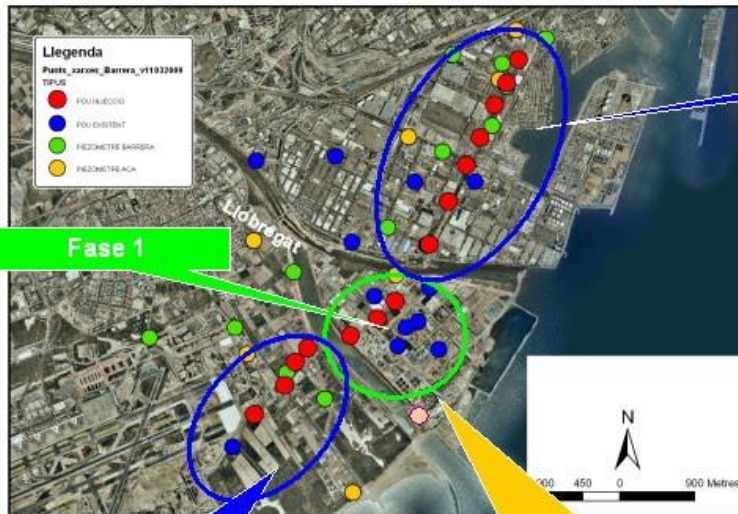 Llegenda
Punts_xarxes_Barrera_v11032009
TIPUS
POU INJECCIO
POU EXISTENT
PIEZOMETRE BARRERA
PIEZOMETRE ACA
Llobregat
Fase 1
N
450 0 900 Metres